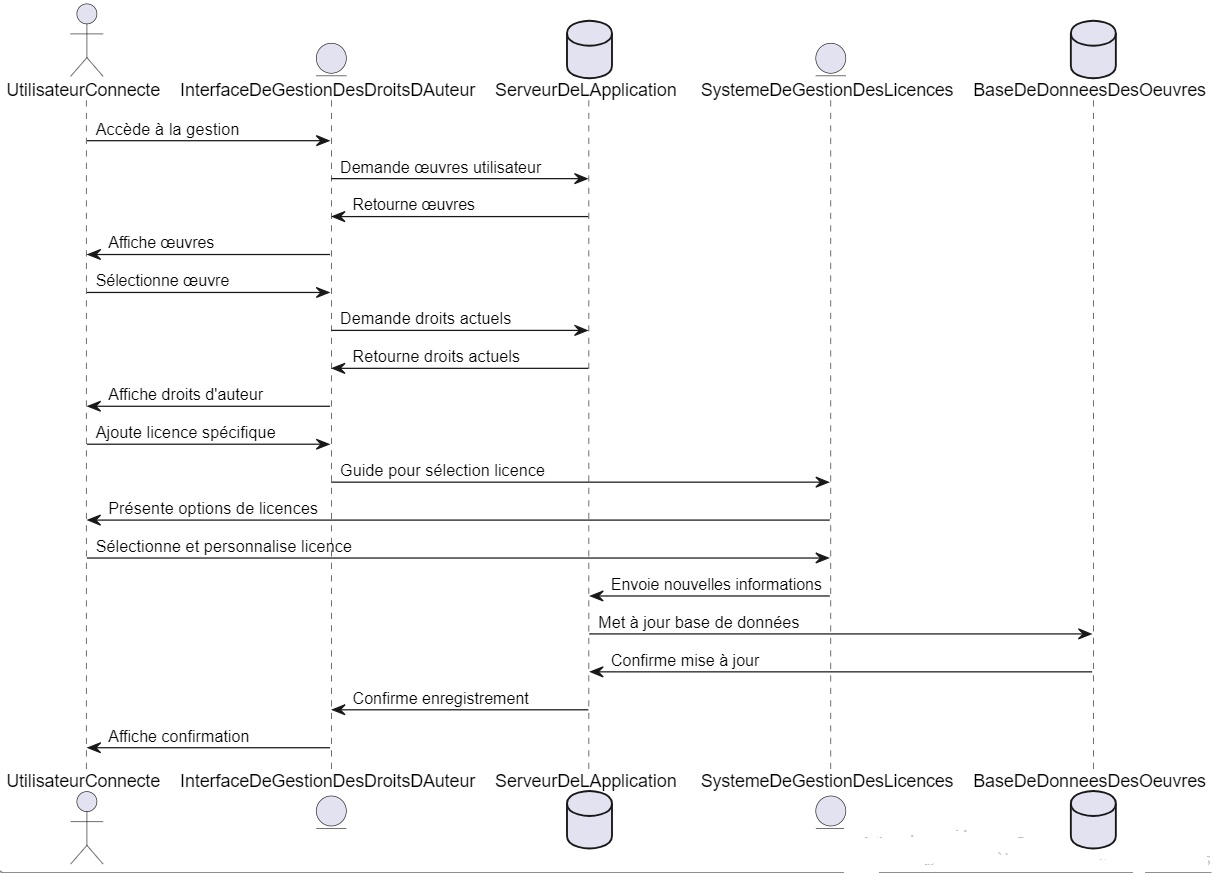 UtilisateurConnecte InterfaceDeGestionDesDroitsDAuteur ServeurDeLApplication SystemeDeGestionDesLicences BaseDeDonneesDesOeuvres
Accède à la gestion
Demande œuvres utilisateur
Retourne œuvres
Affiche œuvres
Sélectionne œuvre
Demande droits actuels
Retourne droits actuels
Affiche droits d'auteur
Ajoute licence spécifique
Guide pour sélection licence
Présente options de licences
Sélectionne et personnalise licence
Envoie nouvelles informations
Met à jour base de données
Confirme mise à jour
Confirme enregistrement
Affiche confirmation
UtilisateurConnecte InterfaceDeGestionDesDroitsDAuteur ServeurDeLApplication SystemeDeGestionDesLicences BaseDeDonneesDesOeuvres